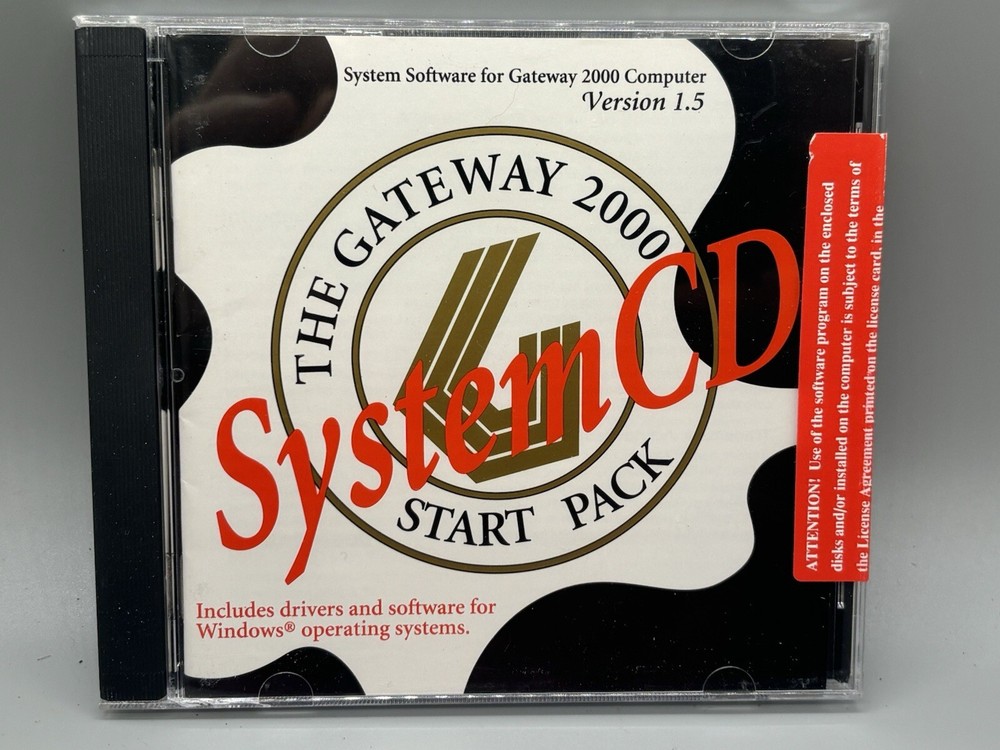 System Software for Gateway 2000 Computer
Version 1.5
THE GATEWAY 2000
System CD
START PACK
Includes drivers and software for
Windows® operating systems.
ATTENTION! Use of the software program on the enclosed
disks and/or installed on the computer is subject to the terms of
the License Agreement printed on the license card, in the